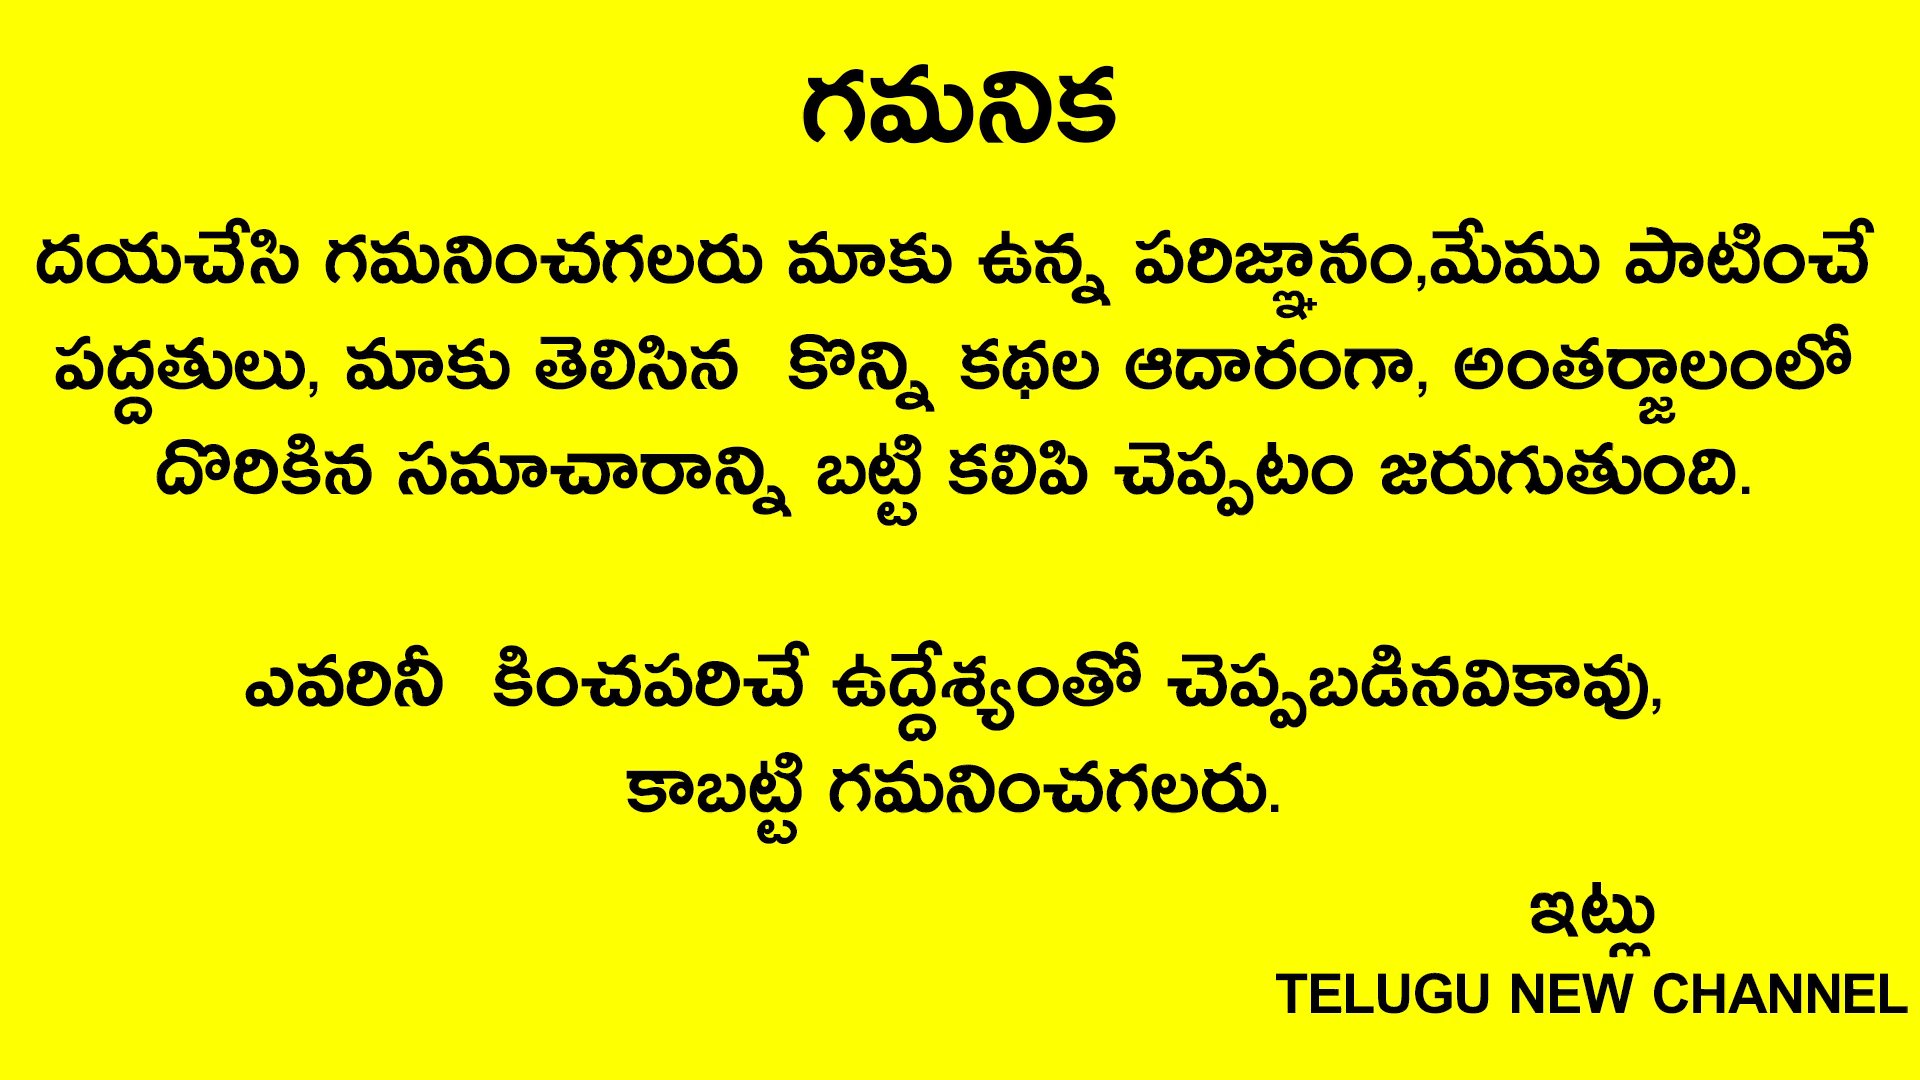 గమనిక
దయచేసి గమనించగలరు మాకు ఉన్న పరిజ్ఞానం,మేము పాటించే
పద్దతులు, మాకు తెలిసిన కొన్ని కథల ఆదారంగా, అంతర్జాలంలో
దొరికిన సమాచారాన్ని బట్టి కలిపి చెప్పటం జరుగుతుంది.
ఎవరినీ కించపరిచే ఉద్దేశ్యంతో చెప్పబడినవికావు,
కాబట్టి గమనించగలరు.
ఇట్లు
TELUGU NEW CHANNEL